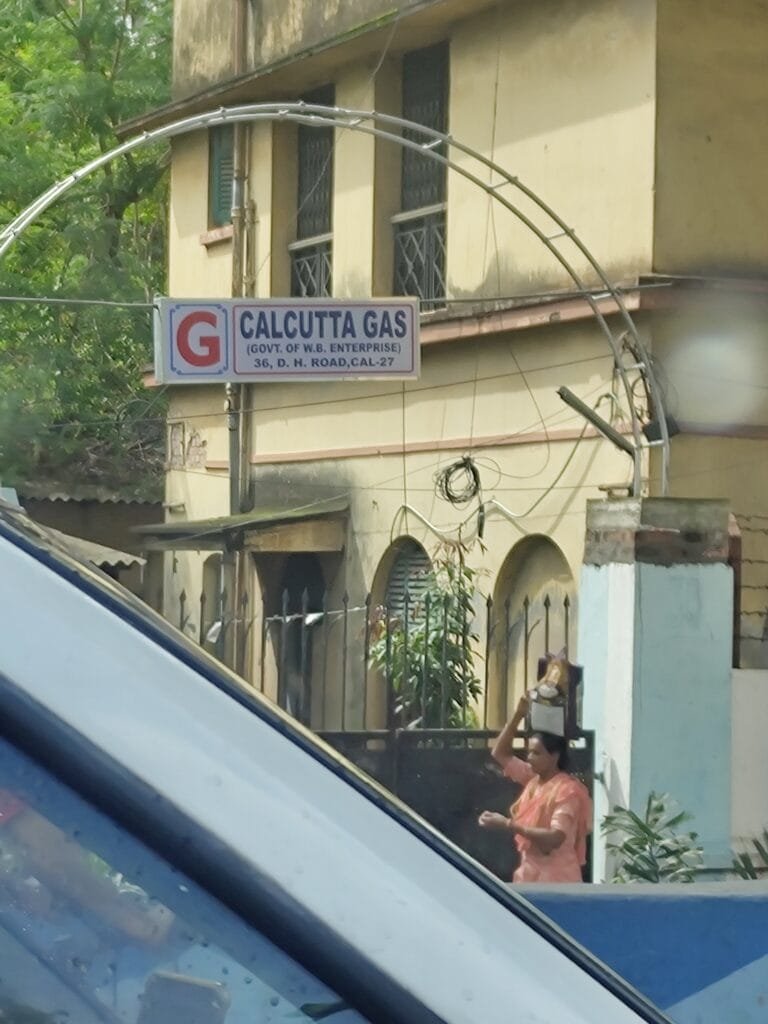 G
CALCUTTA GAS
(GOVT. OF W.B. ENTERPRISE)
36, D. H. ROAD,CAL-27